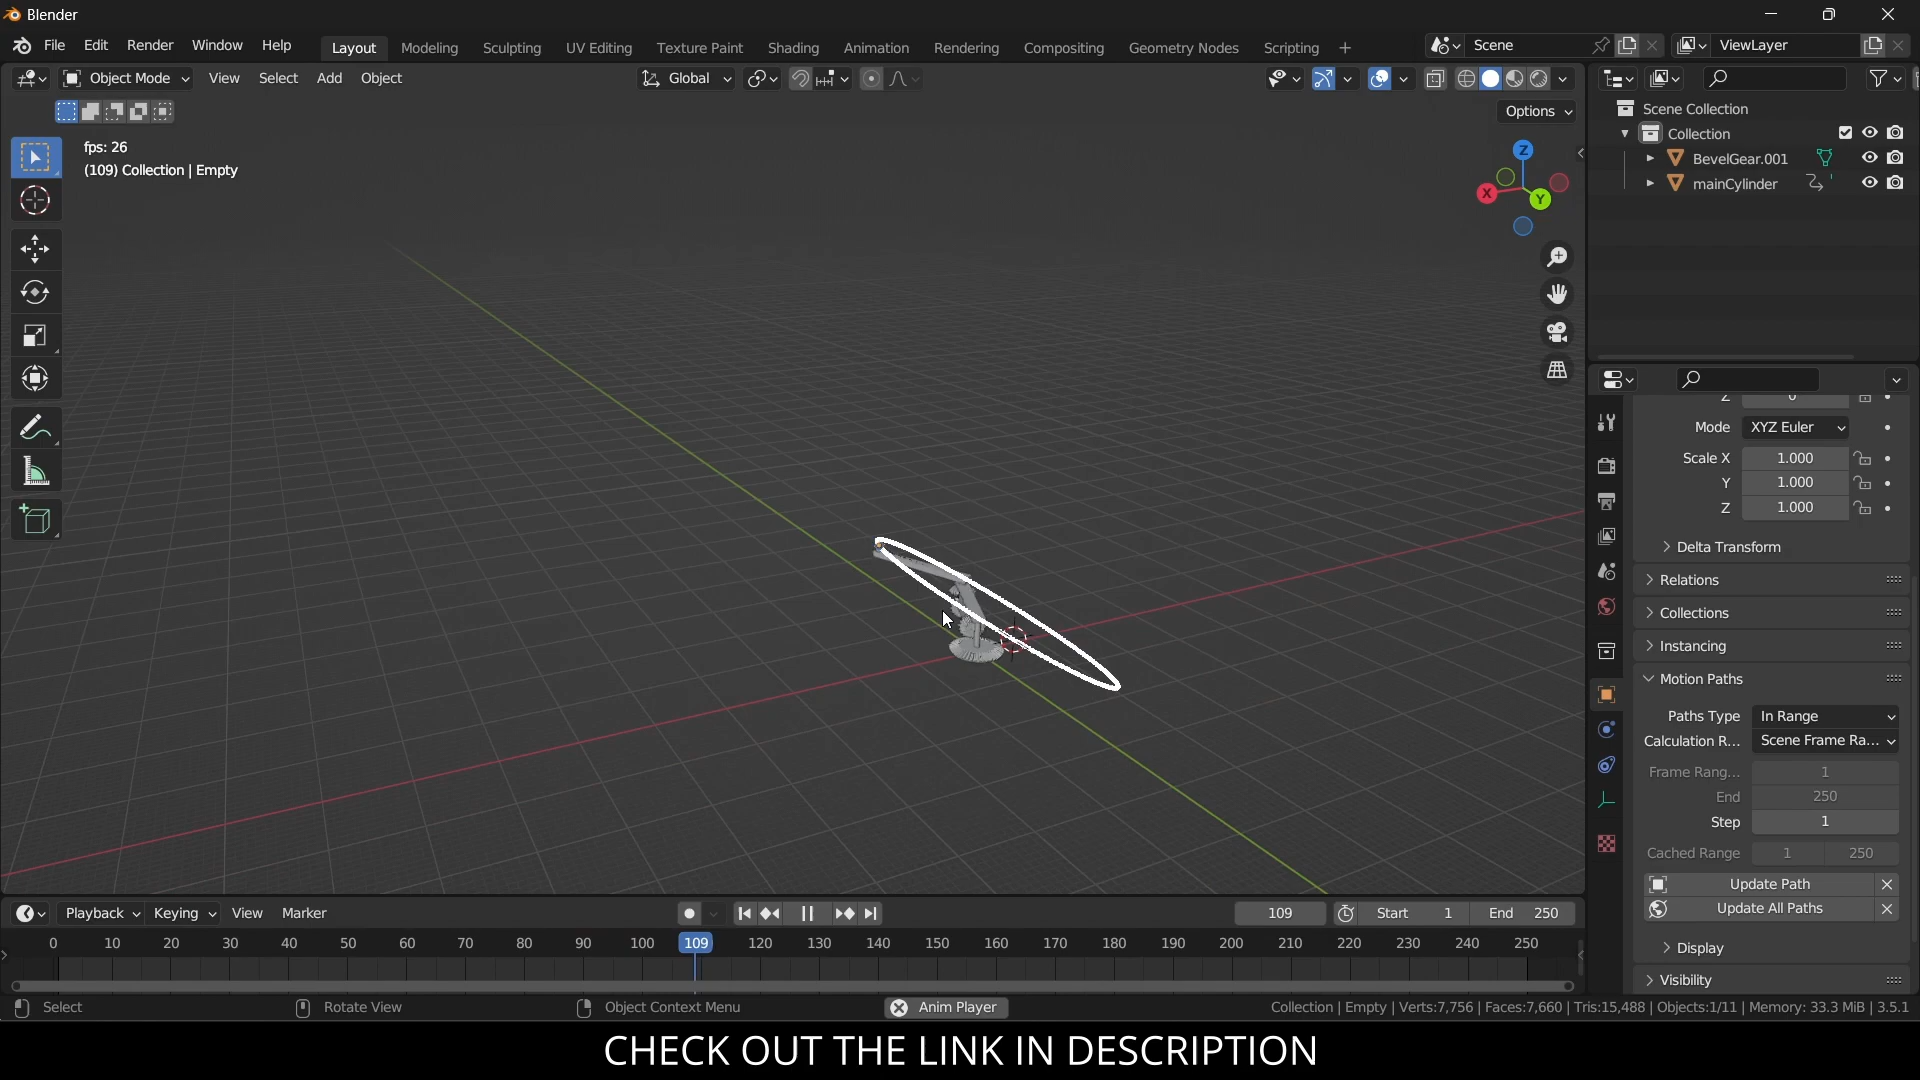 Blender
File Edit Render Window Help Layout Modeling Sculpting UV Editing Texture Paint Shading Animation Rendering Compositing Geometry Nodes Scripting + Scene ViewLayer
Object Mode View Select Add Object Global
Options
fps: 26
(109) Collection | Empty
Z
X
Y
Scene Collection
Collection
BevelGear.001
mainCylinder
Z 0
Mode XYZ Euler
Scale X 1.000
Y 1.000
Z 1.000
Delta Transform
Relations
Collections
Instancing
Motion Paths
Paths Type In Range
Calculation R... Scene Frame Ra...
Frame Rang... 1
End 250
Step 1
Cached Range 1 250
Update Path
Update All Paths
Display
Visibility
Playback Keying View Marker 109 Start 1 End 250
0 10 20 30 40 50 60 70 80 90 100 109 120 130 140 150 160 170 180 190 200 210 220 230 240 250
Select Rotate View Object Context Menu Anim Player Collection | Empty | Verts:7,756 | Faces:7,660 | Tris:15,488 | Objects:1/11 | Memory: 33.3 MiB | 3.5.1
CHECK OUT THE LINK IN DESCRIPTION